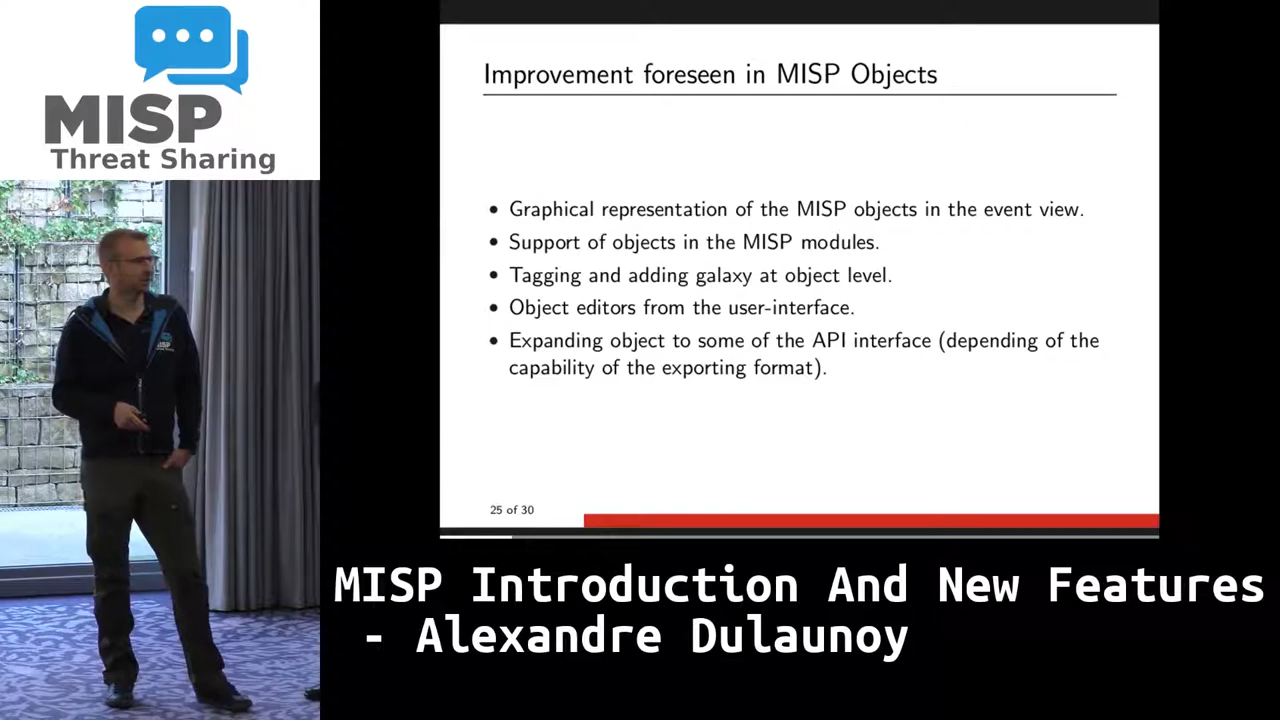 MISP
Threat Sharing
Improvement foreseen in MISP Objects
• Graphical representation of the MISP objects in the event view.
• Support of objects in the MISP modules.
• Tagging and adding galaxy at object level.
• Object editors from the user-interface.
• Expanding object to some of the API interface (depending of the
capability of the exporting format).
25 of 30
MISP
Threat Sharing
MISP Introduction And New Features
- Alexandre Dulaunoy